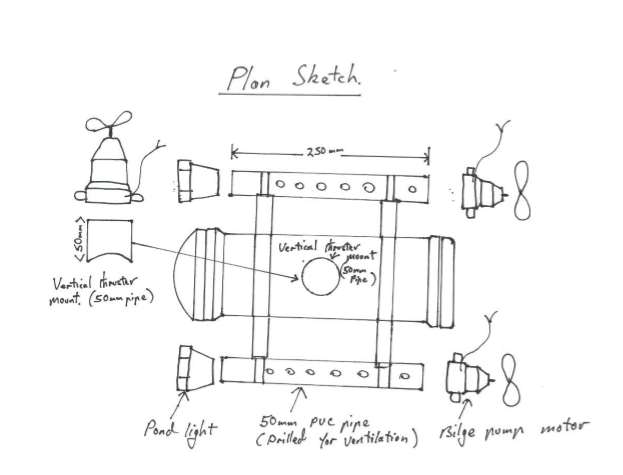 Plan Sketch.
250mm
50mm
Vertical thruster
mount
(50mm
Pipe)
Vertical thruster
mount. (50mm pipe)
Pond light
50mm PVC pipe
(Drilled for ventilation)
Bilge pump motor